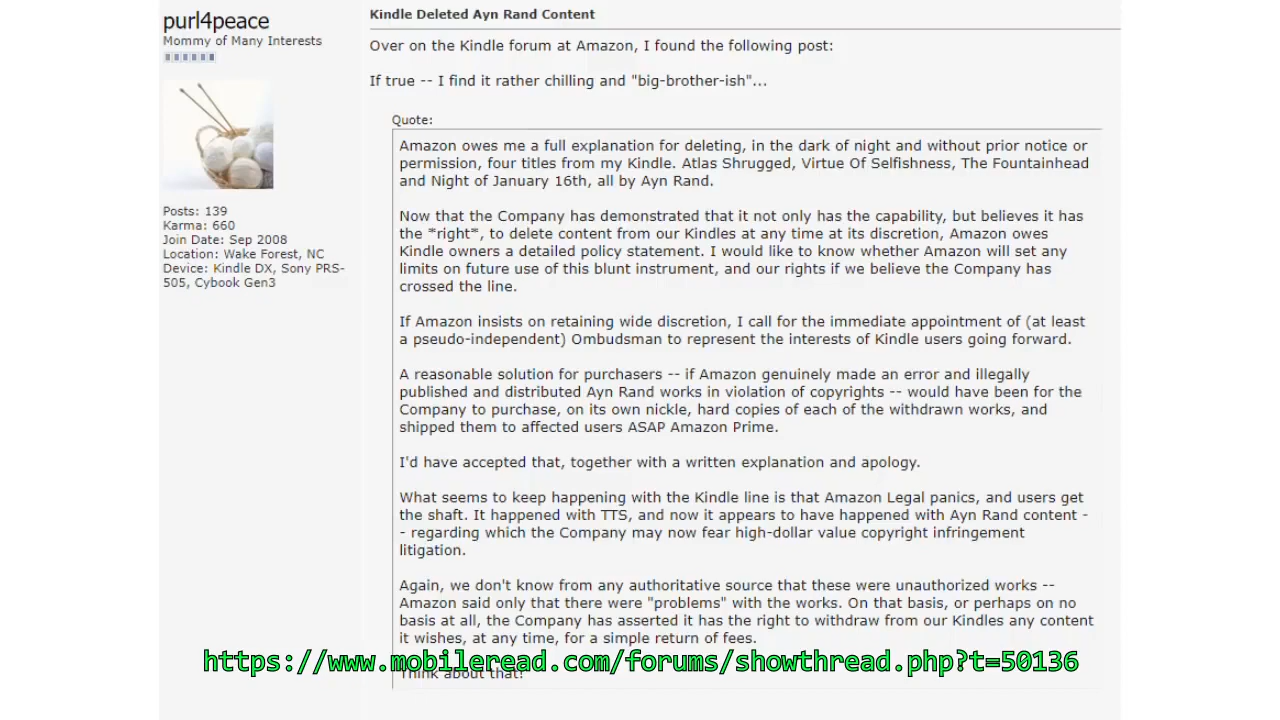 purl4peace
Mommy of Many Interests
Posts: 139
Karma: 660
Join Date: Sep 2008
Location: Wake Forest, NC
Device: Kindle DX, Sony PRS-
505, Cybook Gen3
Kindle Deleted Ayn Rand Content
Over on the Kindle forum at Amazon, I found the following post:
If true -- I find it rather chilling and "big-brother-ish"...
Quote:
Amazon owes me a full explanation for deleting, in the dark of night and without prior notice or
permission, four titles from my Kindle. Atlas Shrugged, Virtue Of Selfishness, The Fountainhead
and Night of January 16th, all by Ayn Rand.
Now that the Company has demonstrated that it not only has the capability, but believes it has
the *right*, to delete content from our Kindles at any time at its discretion, Amazon owes
Kindle owners a detailed policy statement. I would like to know whether Amazon will set any
limits on future use of this blunt instrument, and our rights if we believe the Company has
crossed the line.
If Amazon insists on retaining wide discretion, I call for the immediate appointment of (at least
a pseudo-independent) Ombudsman to represent the interests of Kindle users going forward.
A reasonable solution for purchasers -- if Amazon genuinely made an error and illegally
published and distributed Ayn Rand works in violation of copyrights -- would have been for the
Company to purchase, on its own nickle, hard copies of each of the withdrawn works, and
shipped them to affected users ASAP Amazon Prime.
I'd have accepted that, together with a written explanation and apology.
What seems to keep happening with the Kindle line is that Amazon Legal panics, and users get
the shaft. It happened with TTS, and now it appears to have happened with Ayn Rand content -
- regarding which the Company may now fear high-dollar value copyright infringement
litigation.
Again, we don't know from any authoritative source that these were unauthorized works --
Amazon said only that there were "problems" with the works. On that basis, or perhaps on no
basis at all, the Company has asserted it has the right to withdraw from our Kindles any content
it wishes, at any time, for a simple return of fees.
https://www.mobileread.com/forums/showthread.php?t=50136
Think about that!